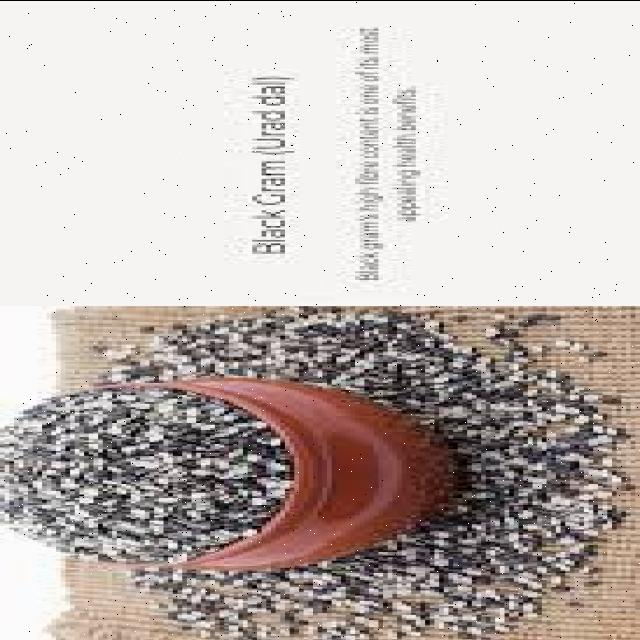 Black Gram (Urad dal)
Black gram's high fibre content is one of its most
appealing health benefits.